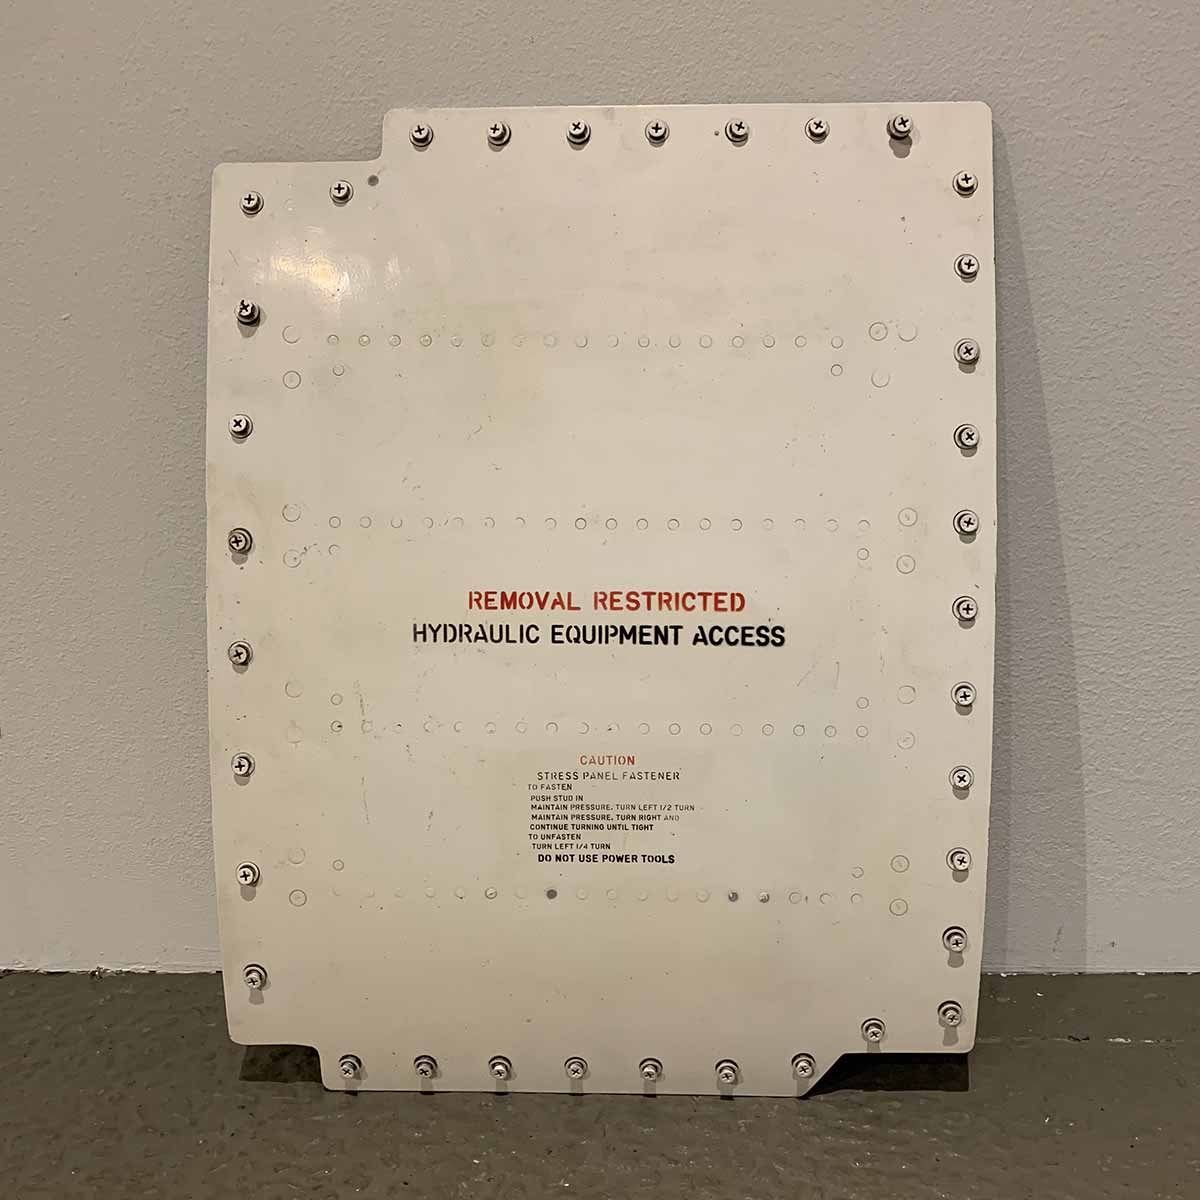 REMOVAL RESTRICTED
HYDRAULIC EQUIPMENT ACCESS
CAUTION
STRESS PANEL FASTENER
TO FASTEN
PUSH STUD IN
MAINTAIN PRESSURE, TURN LEFT 1/2 TURN
MAINTAIN PRESSURE, TURN RIGHT AND
CONTINUE TURNING UNTIL TIGHT
TO UNFASTEN
TURN LEFT 1/4 TURN
DO NOT USE POWER TOOLS